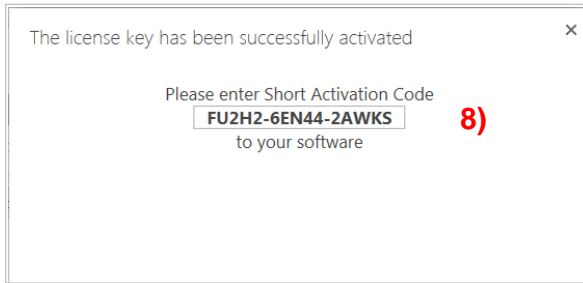 The license key has been successfully activated ×
Please enter Short Activation Code
FU2H2-6EN44-2AWKS 8)
to your software